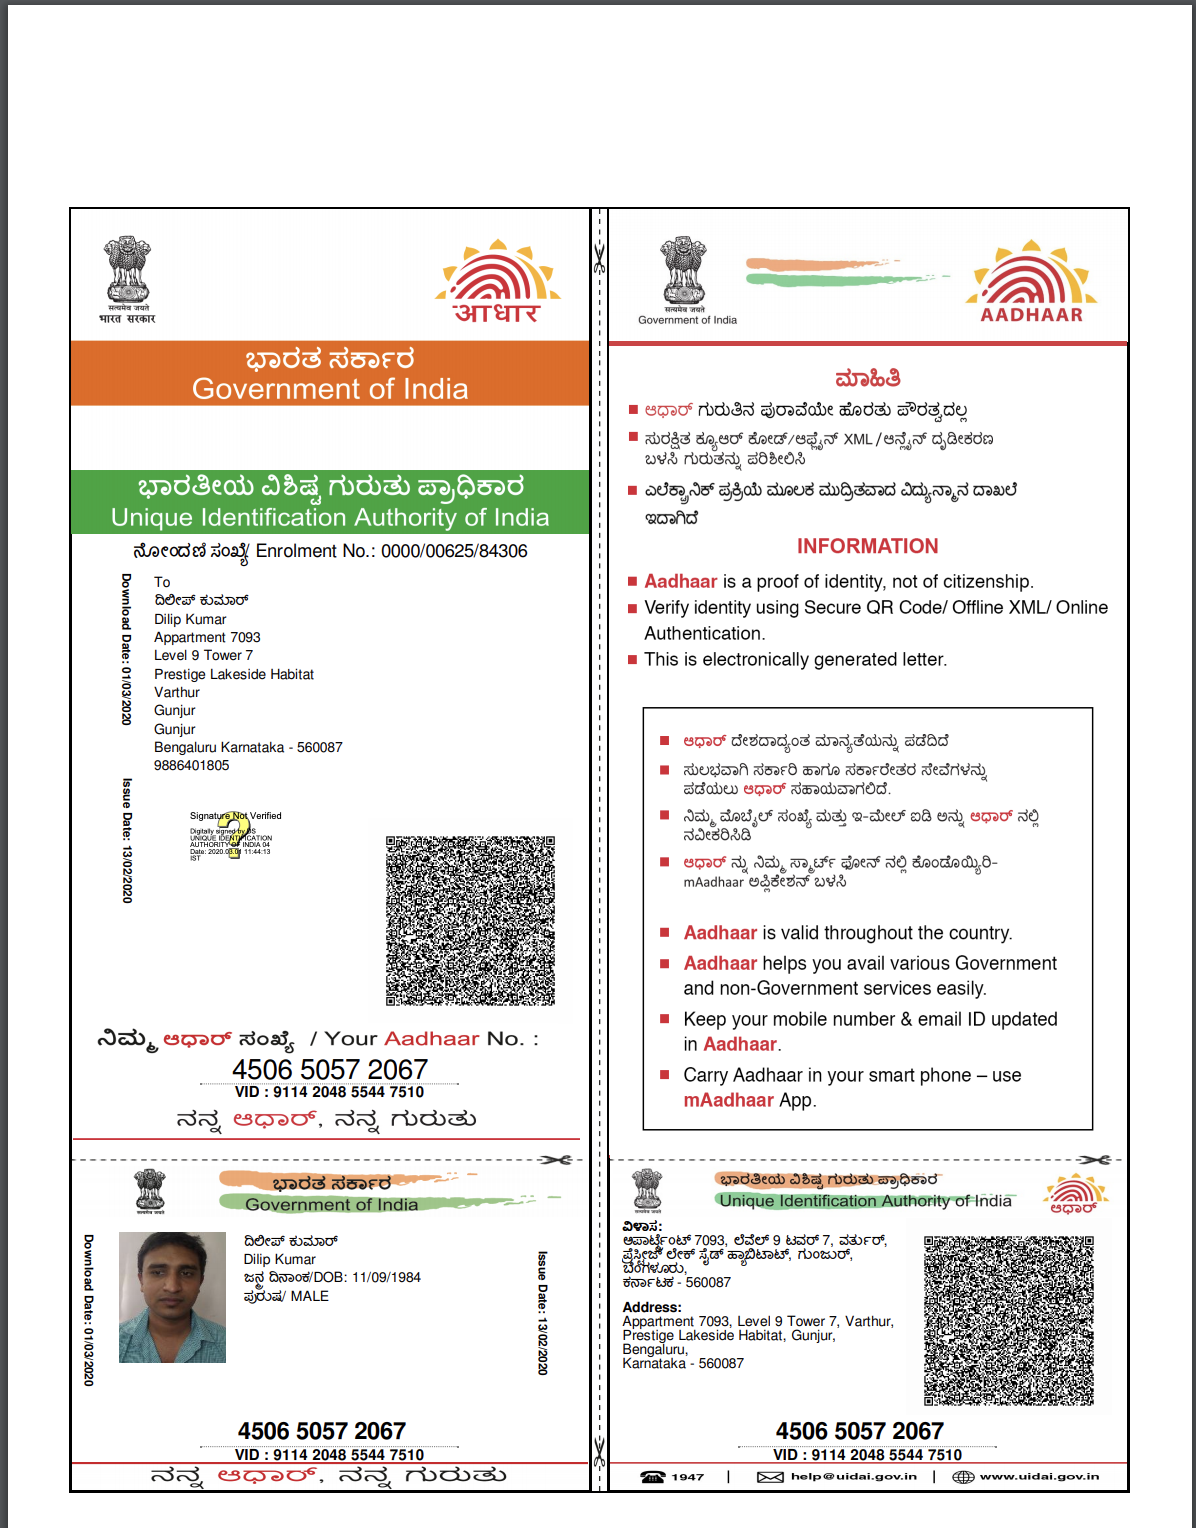 सत्यमेव जयते
भारत सरकार
आधार
ಭಾರತ ಸರ್ಕಾರ
Government of India
ಭಾರತೀಯ ವಿಶಿಷ್ಟ ಗುರುತು ಪ್ರಾಧಿಕಾರ
Unique Identification Authority of India
ನೋಂದಣಿ ಸಂಖ್ಯೆ/ Enrolment No.: 0000/00625/84306
Download Date: 01/03/2020
To
ದಿಲೀಪ್ ಕುಮಾರ್
Dilip Kumar
Appartment 7093
Level 9 Tower 7
Prestige Lakeside Habitat
Varthur
Gunjur
Gunjur
Bengaluru Karnataka - 560087
9886401805
Issue Date: 13/02/2020
Signature Not Verified
Digitally signed by DS
UNIQUE IDENTIFICATION
AUTHORITY OF INDIA 04
Date: 2020.03.01 11:44:13
IST
ನಿಮ್ಮ ಆಧಾರ್ ಸಂಖ್ಯೆ / Your Aadhaar No. :
4506 5057 2067
VID : 9114 2048 5544 7510
ನನ್ನ ಆಧಾರ್, ನನ್ನ ಗುರುತು
सत्यमेव जयते
Government of India
AADHAAR
ಮಾಹಿತಿ
ಆಧಾರ್ ಗುರುತಿನ ಪುರಾವೆಯೇ ಹೊರತು ಪೌರತ್ವದಲ್ಲ
ಸುರಕ್ಷಿತ ಕ್ಯೂಆರ್ ಕೋಡ್/ಆಫ್ಲೈನ್ XML /ಆನ್ಲೈನ್ ದೃಢೀಕರಣ
ಬಳಸಿ ಗುರುತನ್ನು ಪರಿಶೀಲಿಸಿ
ಎಲೆಕ್ಟ್ರಾನಿಕ್ ಪ್ರಕ್ರಿಯೆ ಮೂಲಕ ಮುದ್ರಿತವಾದ ವಿದ್ಯುನ್ಮಾನ ದಾಖಲೆ
ಇದಾಗಿದೆ
INFORMATION
Aadhaar is a proof of identity, not of citizenship.
Verify identity using Secure QR Code/ Offline XML/ Online
Authentication.
This is electronically generated letter.
ಆಧಾರ್ ದೇಶದಾದ್ಯಂತ ಮಾನ್ಯತೆಯನ್ನು ಪಡೆದಿದೆ
ಸುಲಭವಾಗಿ ಸರ್ಕಾರಿ ಹಾಗೂ ಸರ್ಕಾರೇತರ ಸೇವೆಗಳನ್ನು
ಪಡೆಯಲು ಆಧಾರ್ ಸಹಾಯವಾಗಲಿದೆ.
ನಿಮ್ಮ ಮೊಬೈಲ್ ಸಂಖ್ಯೆ ಮತ್ತು ಇ-ಮೇಲ್ ಐಡಿ ಅನ್ನು ಆಧಾರ್ ನಲ್ಲಿ
ನವೀಕರಿಸಿಡಿ
ಆಧಾರ್ ನ್ನು ನಿಮ್ಮ ಸ್ಮಾರ್ಟ್ ಫೋನ್ ನಲ್ಲಿ ಕೊಂಡೊಯ್ಯಿರಿ-
mAadhaar ಅಪ್ಲಿಕೇಶನ್ ಬಳಸಿ
Aadhaar is valid throughout the country.
Aadhaar helps you avail various Government
and non-Government services easily.
Keep your mobile number & email ID updated
in Aadhaar.
Carry Aadhaar in your smart phone – use
mAadhaar App.
सत्यमेव जयते
ಭಾರತ ಸರ್ಕಾರ
Government of India
Download Date: 01/03/2020
ದಿಲೀಪ್ ಕುಮಾರ್
Dilip Kumar
ಜನ್ಮ ದಿನಾಂಕ/DOB: 11/09/1984
ಪುರುಷ/ MALE
Issue Date: 13/02/2020
4506 5057 2067
VID : 9114 2048 5544 7510
ನನ್ನ ಆಧಾರ್, ನನ್ನ ಗುರುತು
सत्यमेव जयते
ಭಾರತೀಯ ವಿಶಿಷ್ಟ ಗುರುತು ಪ್ರಾಧಿಕಾರ
Unique Identification Authority of India
ಆಧಾರ್
ವಿಳಾಸ:
ಅಪಾರ್ಟ್ಮೆಂಟ್ 7093, ಲೆವೆಲ್ 9 ಟವರ್ 7, ವರ್ತುರ್,
ಪ್ರೆಸ್ಟೀಜ್ ಲೇಕ್ ಸೈಡ್ ಹ್ಯಾಬಿಟಾಟ್, ಗುಂಜುರ್,
ಬೆಂಗಳೂರು,
ಕರ್ನಾಟಕ - 560087
Address:
Appartment 7093, Level 9 Tower 7, Varthur,
Prestige Lakeside Habitat, Gunjur,
Bengaluru,
Karnataka - 560087
4506 5057 2067
VID : 9114 2048 5544 7510
1947 | help@uidai.gov.in | www.uidai.gov.in